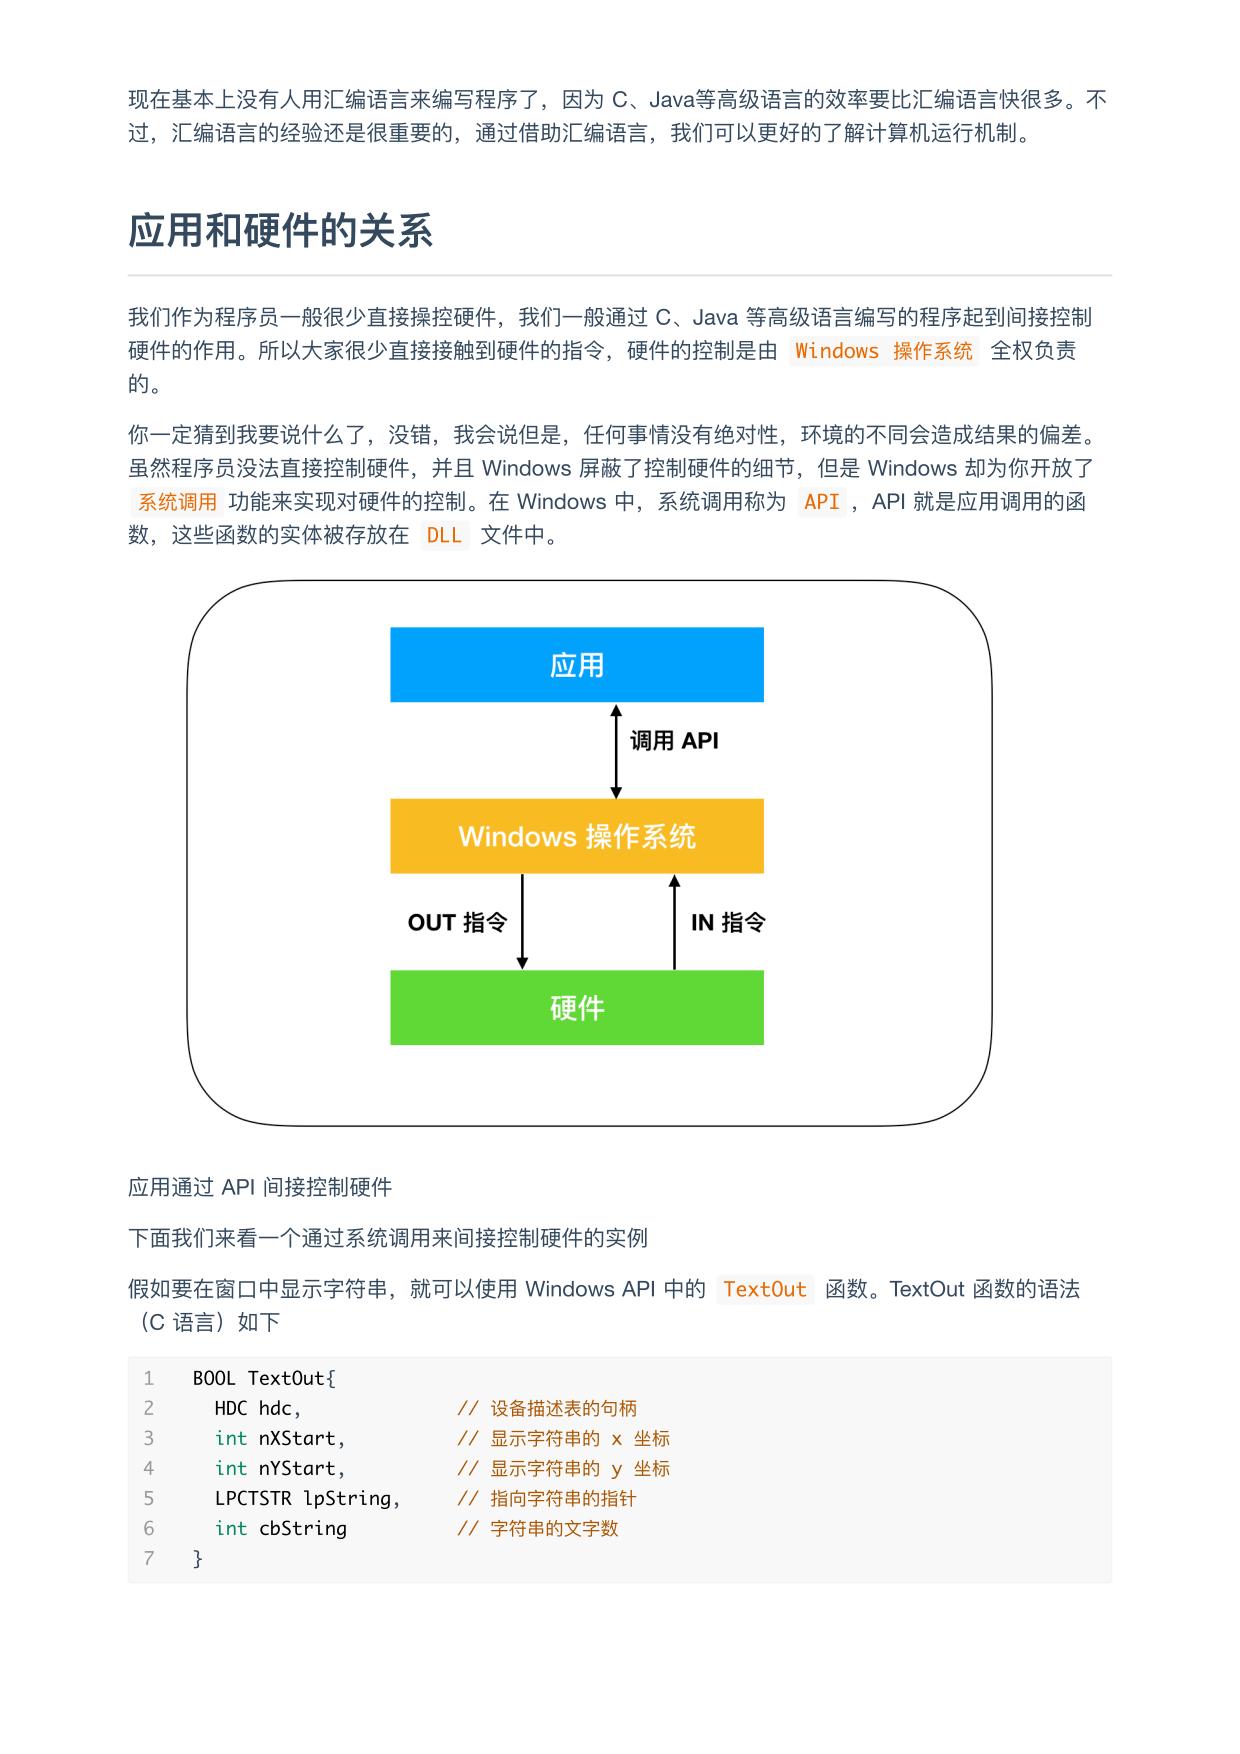 现在基本上没有人用汇编语言来编写程序了，因为 C、Java等高级语言的效率要比汇编语言快很多。不
过，汇编语言的经验还是很重要的，通过借助汇编语言，我们可以更好的了解计算机运行机制。
应用和硬件的关系
我们作为程序员一般很少直接操控硬件，我们一般通过 C、Java 等高级语言编写的程序起到间接控制
硬件的作用。所以大家很少直接接触到硬件的指令，硬件的控制是由 Windows 操作系统 全权负责
的。
你一定猜到我要说什么了，没错，我会说但是，任何事情没有绝对性，环境的不同会造成结果的偏差。
虽然程序员没法直接控制硬件，并且 Windows 屏蔽了控制硬件的细节，但是 Windows 却为你开放了
系统调用 功能来实现对硬件的控制。在 Windows 中，系统调用称为 API ，API 就是应用调用的函
数，这些函数的实体被存放在 DLL 文件中。
应用
调用 API
Windows 操作系统
OUT 指令 IN 指令
硬件
应用通过 API 间接控制硬件
下面我们来看一个通过系统调用来间接控制硬件的实例
假如要在窗口中显示字符串，就可以使用 Windows API 中的 TextOut 函数。TextOut 函数的语法
（C 语言）如下
1 BOOL TextOut{
2 HDC hdc, // 设备描述表的句柄
3 int nXStart, // 显示字符串的 x 坐标
4 int nYStart, // 显示字符串的 y 坐标
5 LPCTSTR lpString, // 指向字符串的指针
6 int cbString // 字符串的文字数
7 }